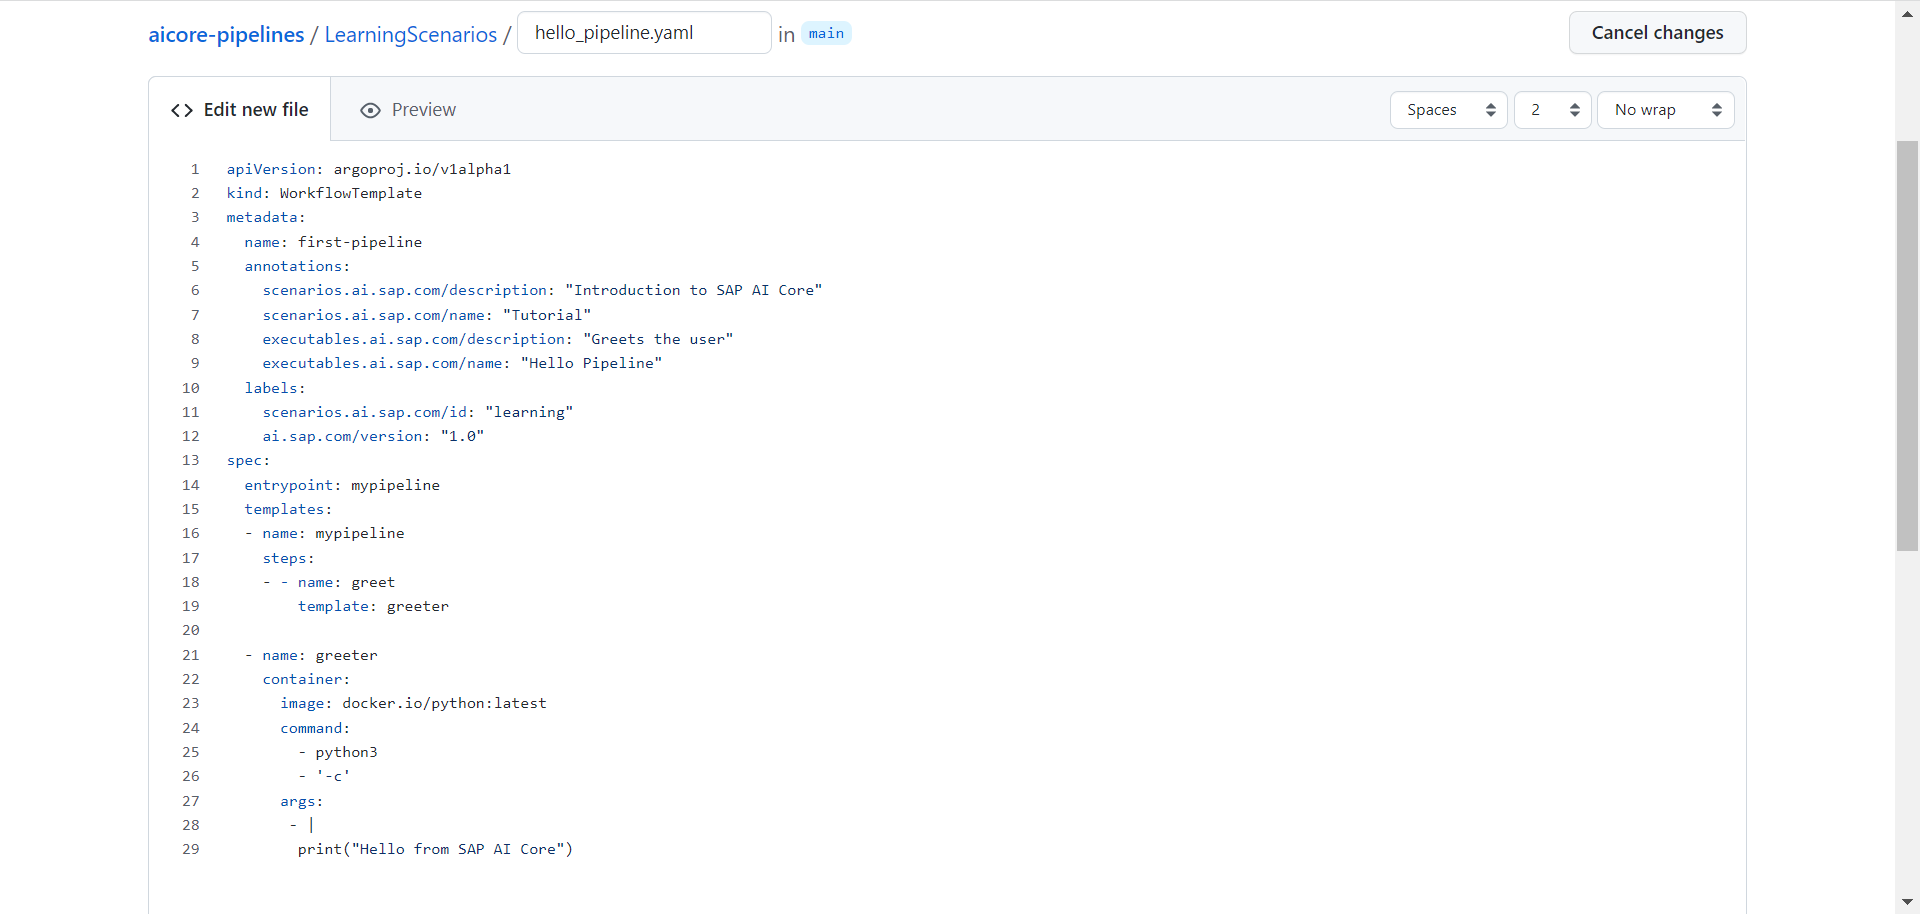 aicore-pipelines / LearningScenarios / hello_pipeline.yaml in main Cancel changes
Edit new file Preview Spaces 2 No wrap
1 apiVersion: argoproj.io/v1alpha1
2 kind: WorkflowTemplate
3 metadata:
4   name: first-pipeline
5   annotations:
6     scenarios.ai.sap.com/description: "Introduction to SAP AI Core"
7     scenarios.ai.sap.com/name: "Tutorial"
8     executables.ai.sap.com/description: "Greets the user"
9     executables.ai.sap.com/name: "Hello Pipeline"
10   labels:
11     scenarios.ai.sap.com/id: "learning"
12     ai.sap.com/version: "1.0"
13 spec:
14   entrypoint: mypipeline
15   templates:
16   - name: mypipeline
17     steps:
18     - - name: greet
19         template: greeter
20
21   - name: greeter
22     container:
23       image: docker.io/python:latest
24       command:
25         - python3
26         - '-c'
27       args:
28        - |
29         print("Hello from SAP AI Core")